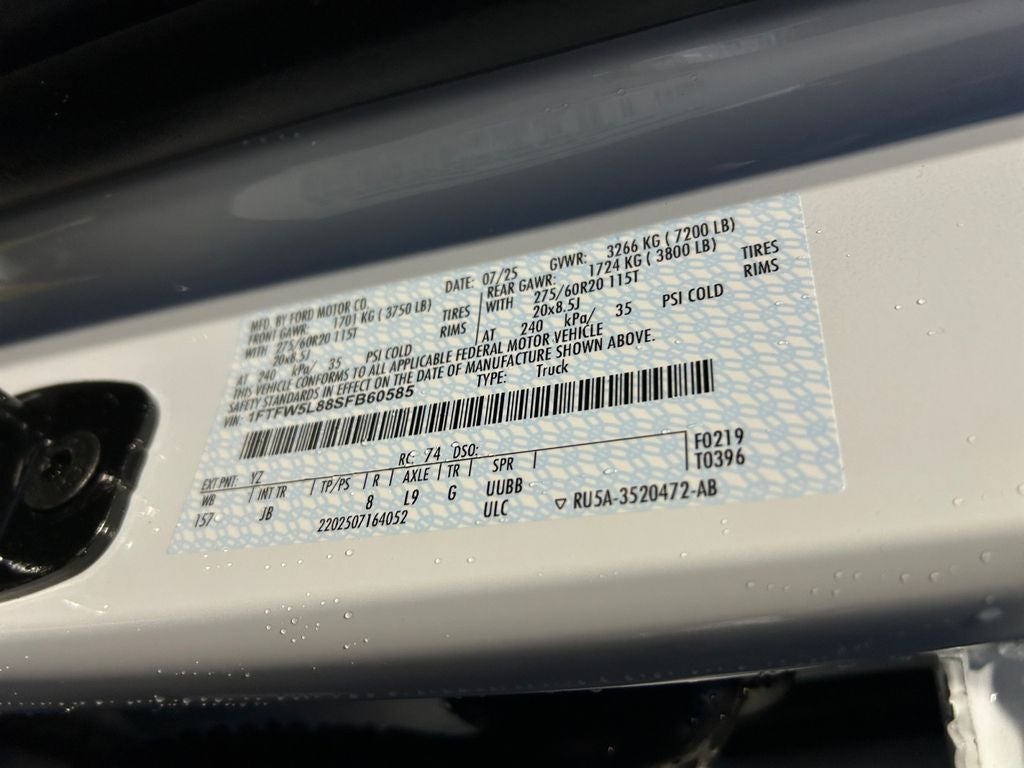 MFD. BY FORD MOTOR CO. DATE: 07/25 GVWR: 3266 KG ( 7200 LB)
FRONT GAWR: 1701 KG ( 3750 LB) REAR GAWR: 1724 KG ( 3800 LB)
WITH 275/60R20 115T TIRES WITH 275/60R20 115T TIRES
20x8.5J RIMS 20x8.5J RIMS
AT 240 kPa/ 35 PSI COLD AT 240 kPa/ 35 PSI COLD
THIS VEHICLE CONFORMS TO ALL APPLICABLE FEDERAL MOTOR VEHICLE
SAFETY STANDARDS IN EFFECT ON THE DATE OF MANUFACTURE SHOWN ABOVE.
VIN: 1FTFW5L88SFB60585 TYPE: Truck
EXT PNT: YZ RC: 74 DSO: F0219
WB INT TR TP/PS R AXLE TR SPR T0396
157 JB 8 L9 G UUBB
2202507164052 ULC ▽ RU5A-3520472-AB